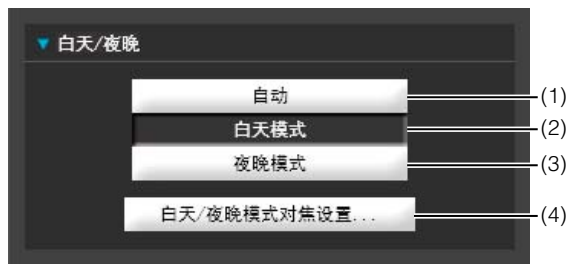 白天/夜晚
自动
(1)
白天模式
(2)
夜晚模式
(3)
白天/夜晚模式对焦设置...
(4)